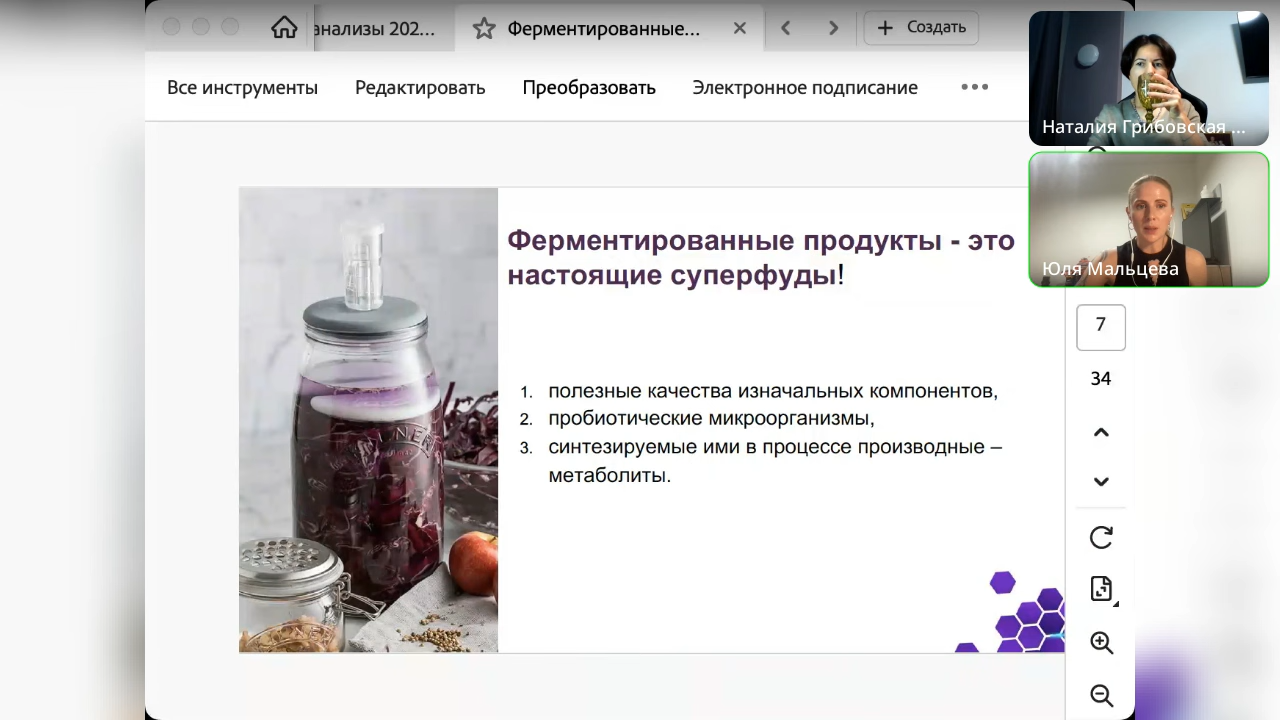 анализы 202...
Ферментированные...
Создать
Все инструменты
Редактировать
Преобразовать
Электронное подписание
Наталия Грибовская ...
Юля Мальцева
Ферментированные продукты - это
настоящие суперфуды!
1. полезные качества изначальных компонентов,
2. пробиотические микроорганизмы,
3. синтезируемые ими в процессе производные –
метаболиты.
KILNER
7
34